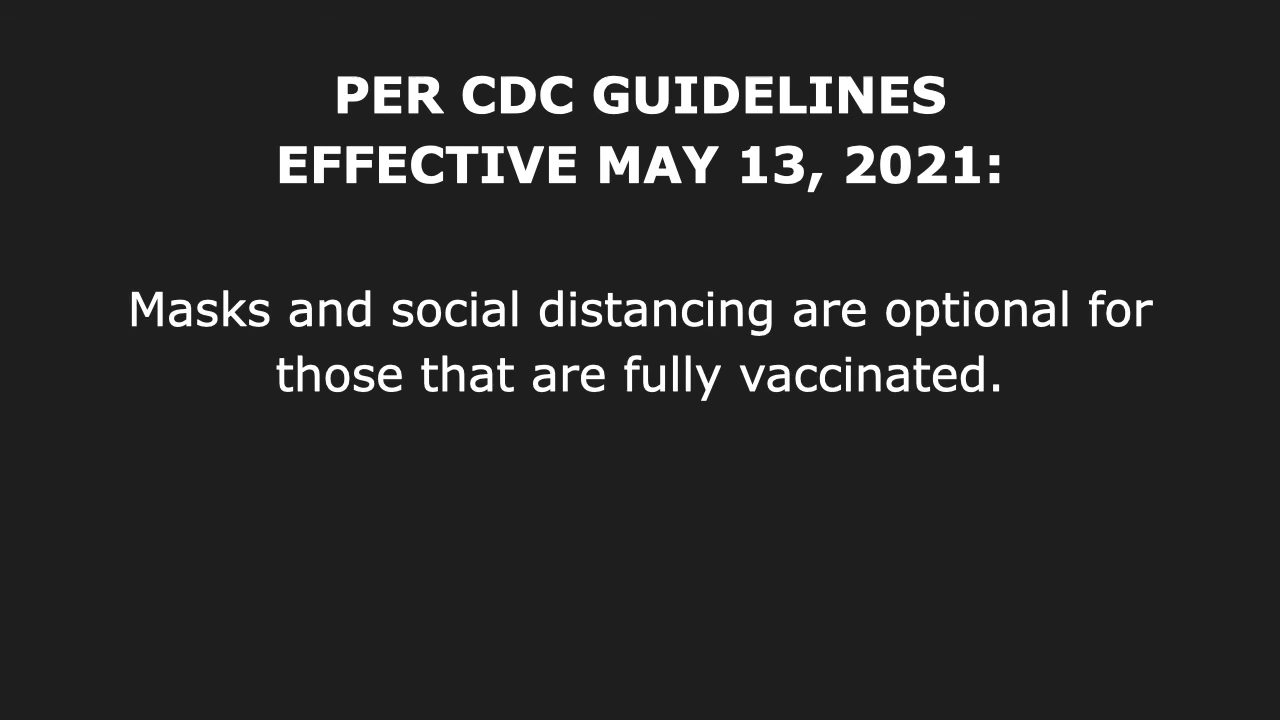 PER CDC GUIDELINES
EFFECTIVE MAY 13, 2021:
Masks and social distancing are optional for
those that are fully vaccinated.